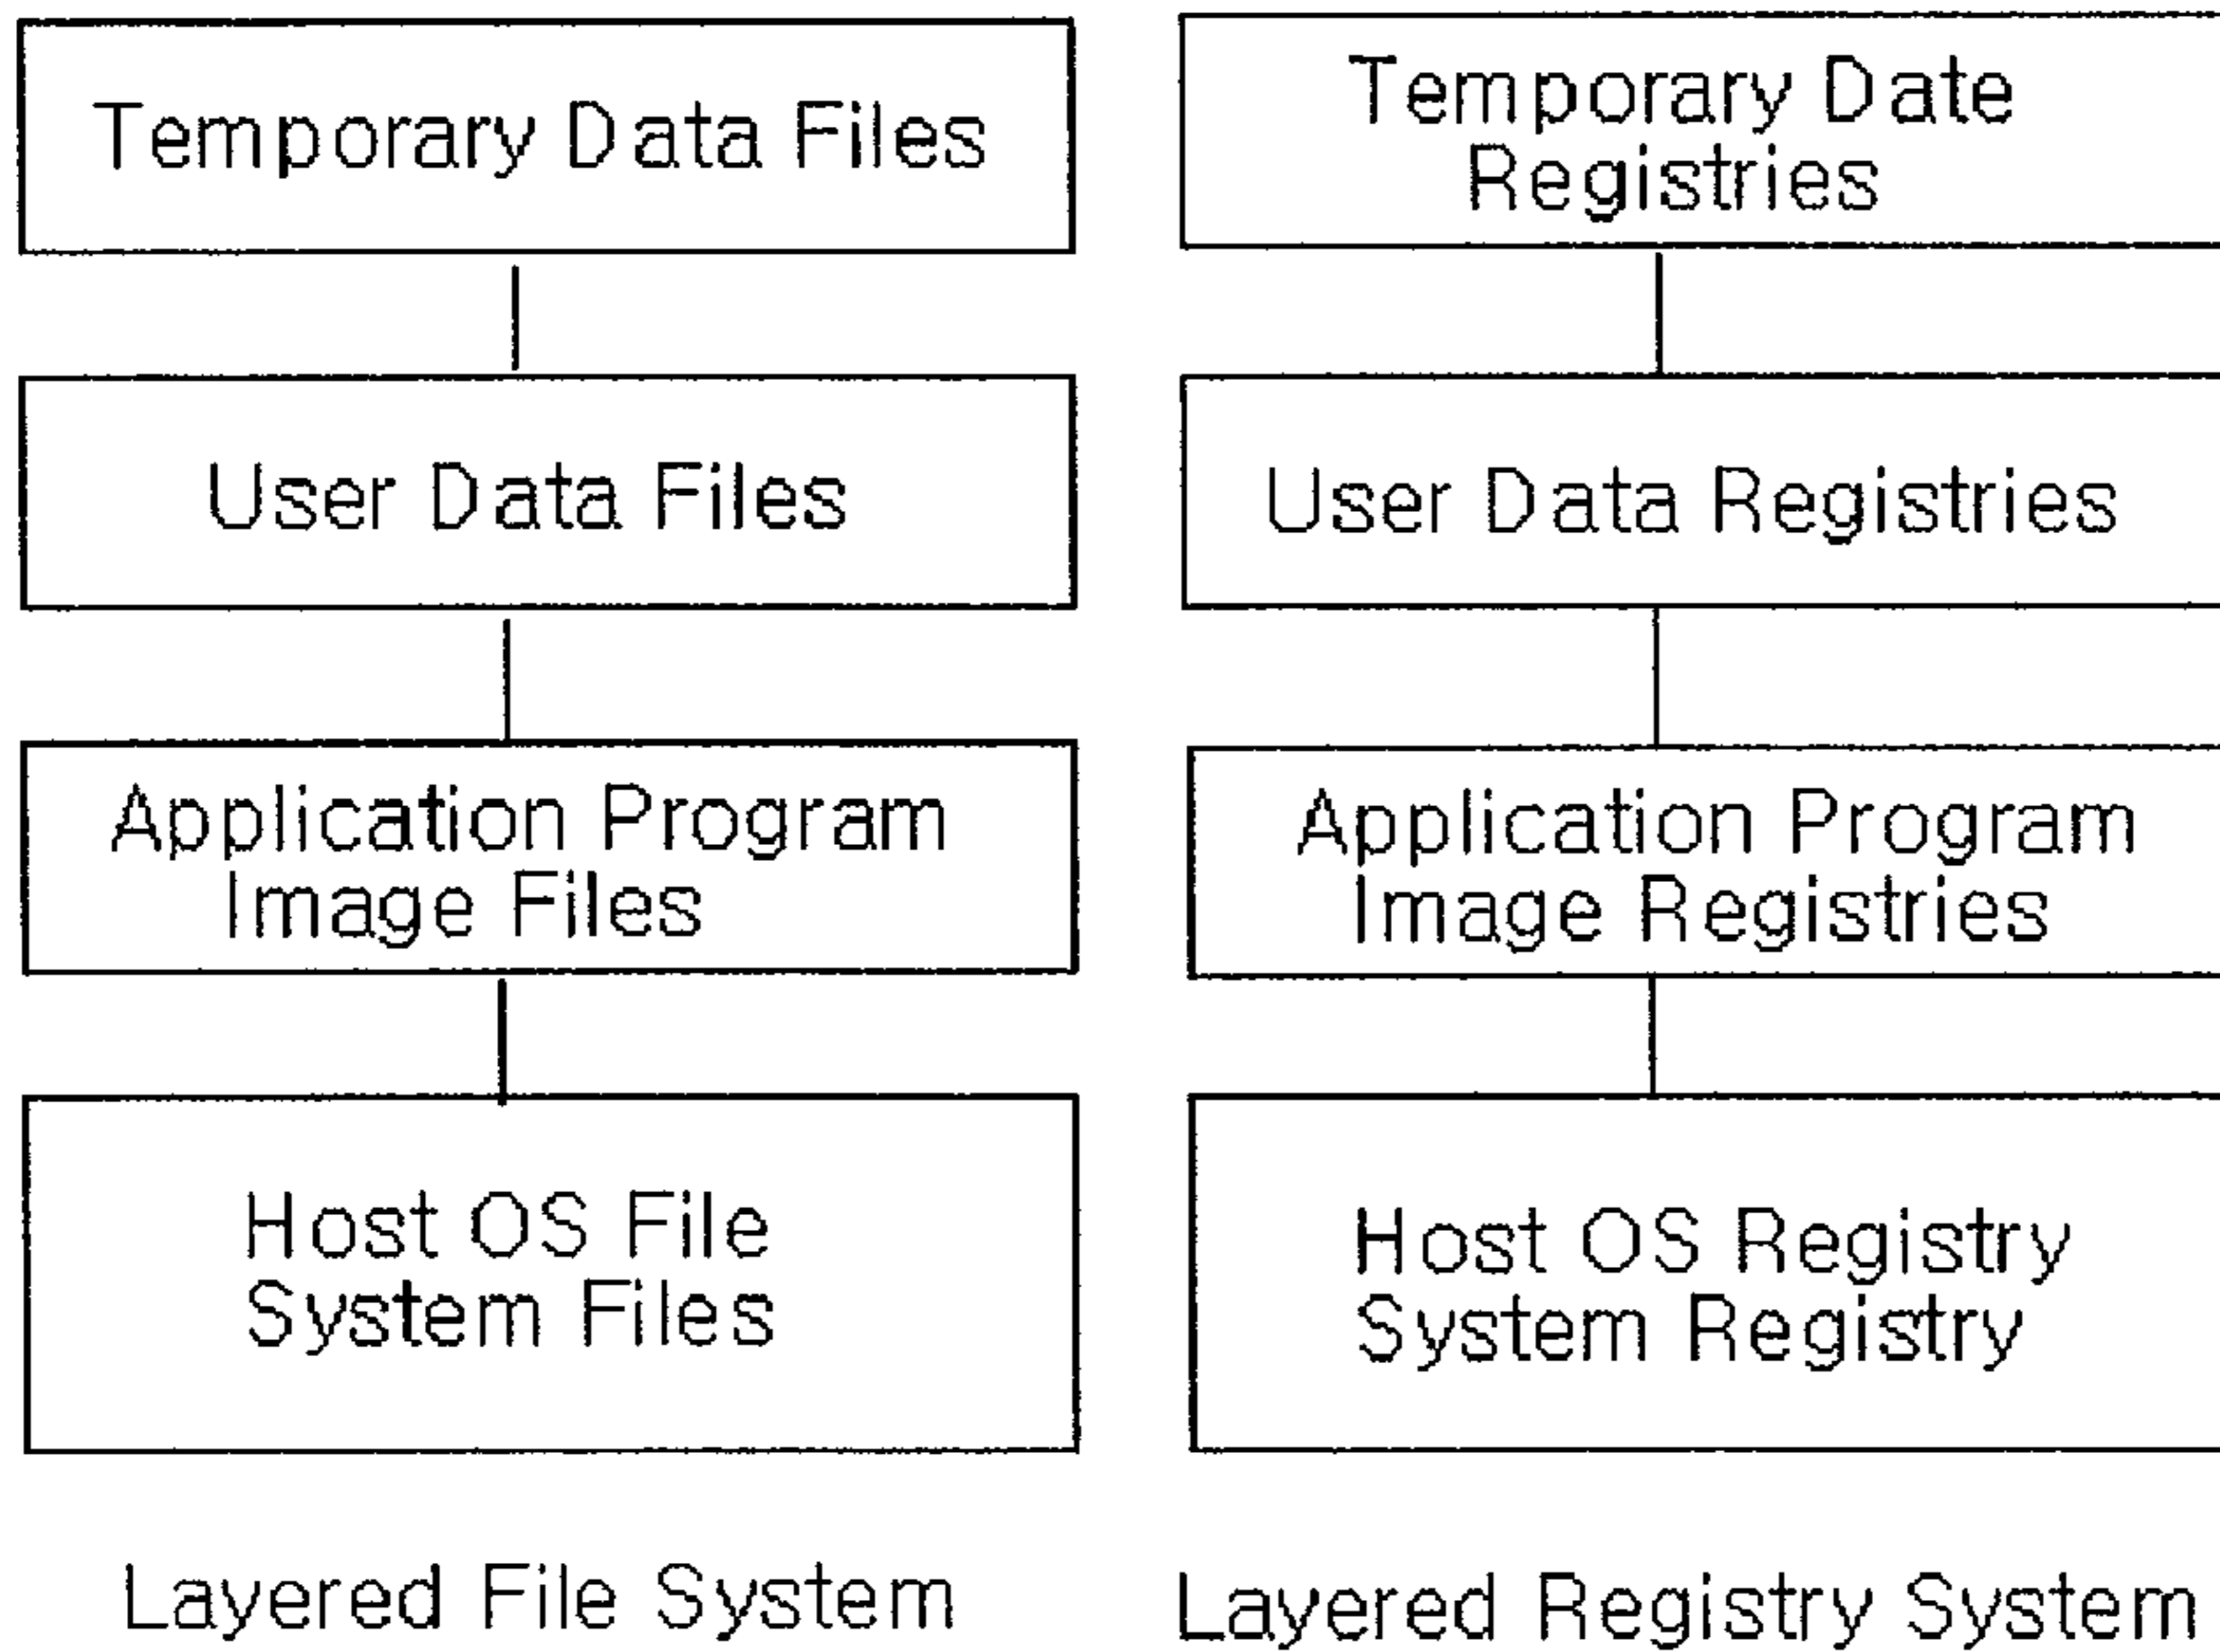 Temporary Data Files
User Data Files
Application Program
Image Files
Host OS File
System Files
Layered File System
Temporary Date
Registries
User Data Registries
Application Program
Image Registries
Host OS Registry
System Registry
Layered Registry System